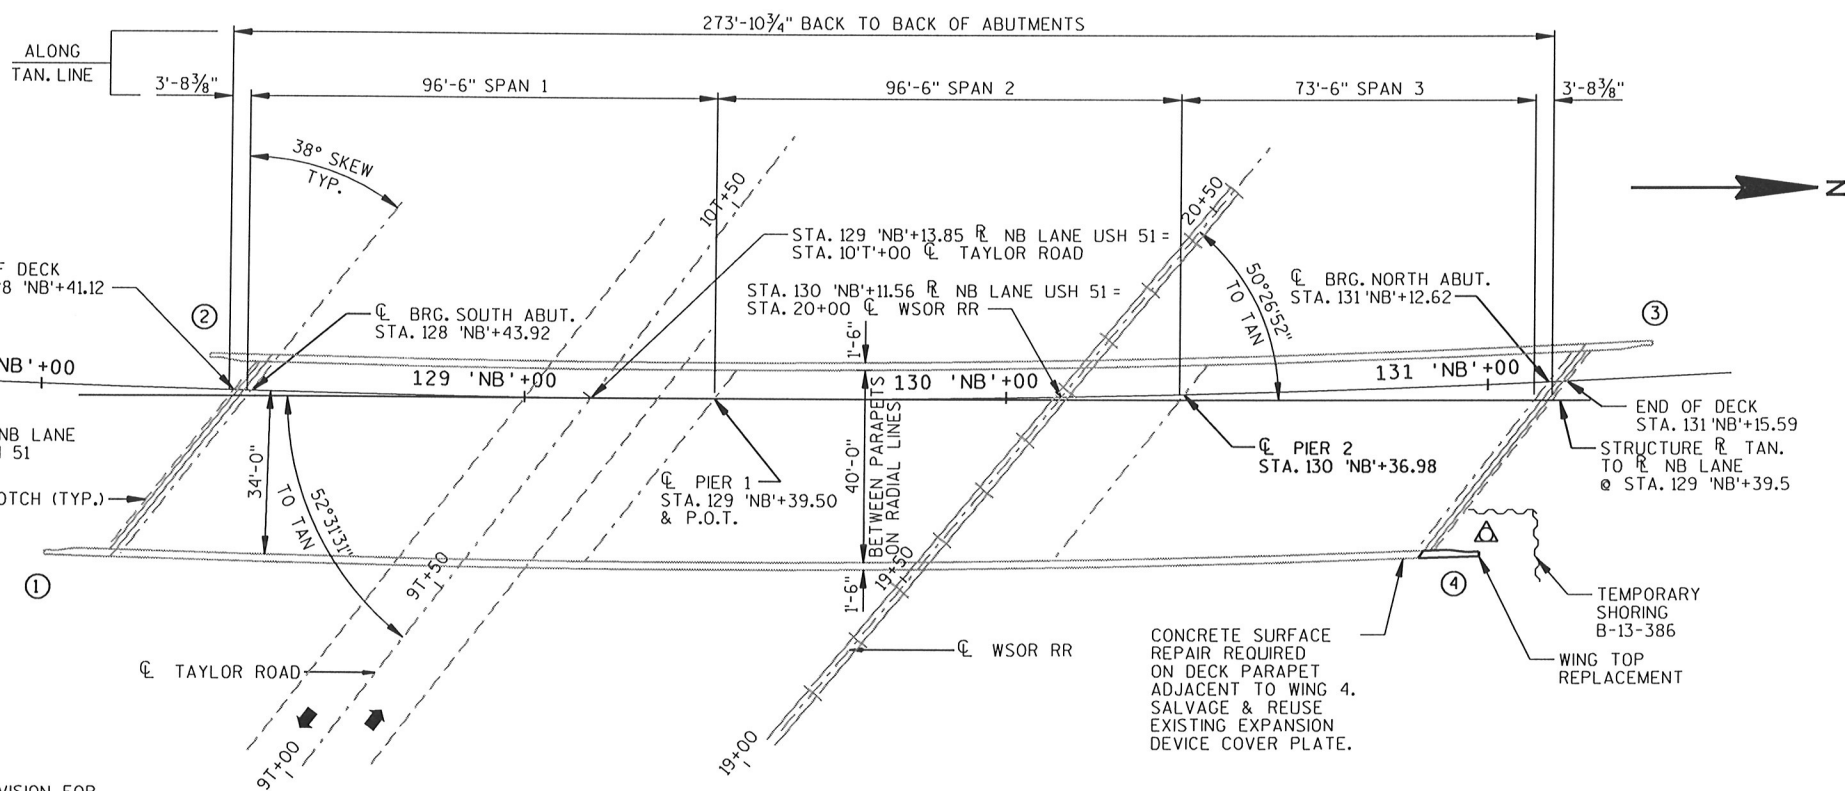 273'-10¾" BACK TO BACK OF ABUTMENTS
ALONG
TAN. LINE
3'-8⅜"
96'-6" SPAN 1
96'-6" SPAN 2
73'-6" SPAN 3
3'-8⅜"
38° SKEW
TYP.
10T+50
20+50
N
STA. 129 'NB'+13.85 ℞ NB LANE USH 51 =
STA. 10'T'+00 ℄ TAYLOR ROAD
STA. 130 'NB'+11.56 ℞ NB LANE USH 51 =
STA. 20+00 ℄ WSOR RR
50°26'52"
TO TAN
℄ BRG. NORTH ABUT.
STA. 131 'NB'+12.62
F DECK
28 'NB'+41.12
2
℄ BRG. SOUTH ABUT.
STA. 128 'NB'+43.92
1'-6"
3
NB'+00
129 'NB'+00
130 'NB'+00
131 'NB'+00
END OF DECK
STA. 131 'NB'+15.59
NB LANE
51
STRUCTURE ℞ TAN.
TO ℞ NB LANE
@ STA. 129 'NB'+39.5
OTCH (TYP.)
34'-0"
52°31'31"
TO TAN
℄ PIER 1
STA. 129 'NB'+39.50
& P.O.T.
40'-0"
BETWEEN PARAPETS
ON RADIAL LINES
℄ PIER 2
STA. 130 'NB'+36.98
1
9T+50
19+50
1'-6"
4
TEMPORARY
SHORING
B-13-386
℄ TAYLOR ROAD
℄ WSOR RR
CONCRETE SURFACE
REPAIR REQUIRED
ON DECK PARAPET
ADJACENT TO WING 4.
SALVAGE & REUSE
EXISTING EXPANSION
DEVICE COVER PLATE.
WING TOP
REPLACEMENT
9T+00
19+00
VISION FOR